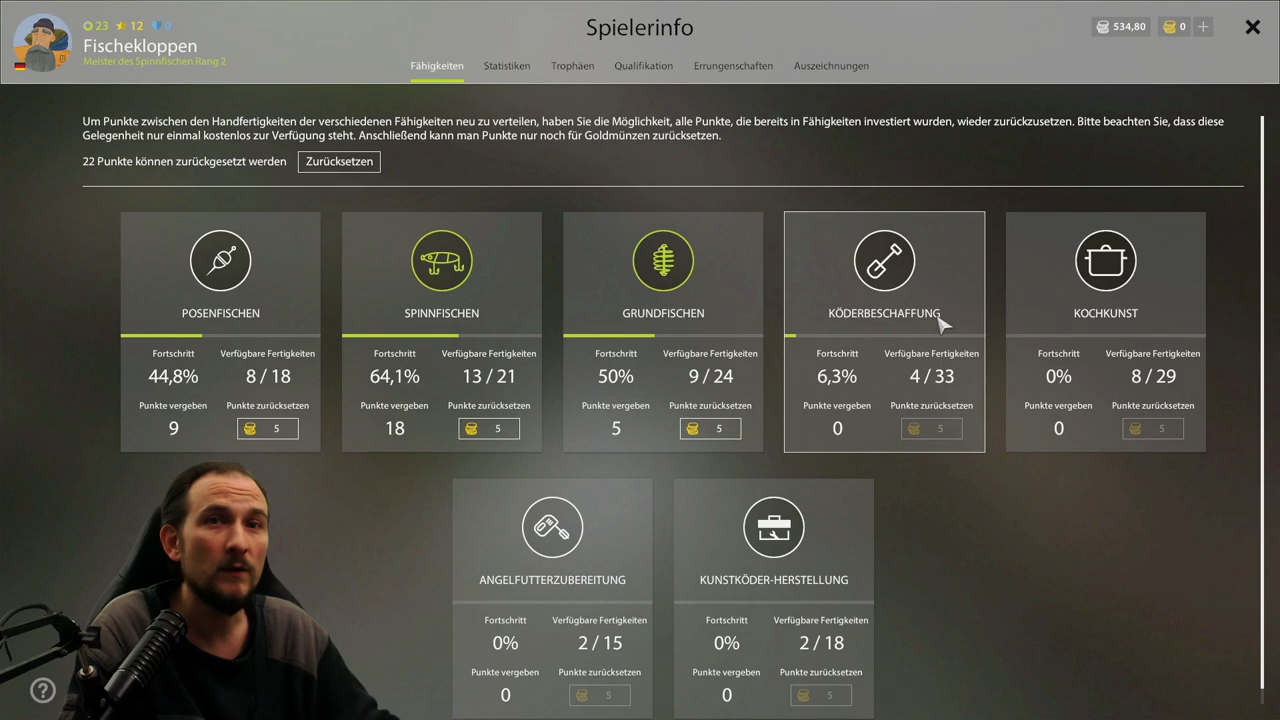 23 12 0
Fischekloppen
Meister des Spinnfischen Rang 2
Spielerinfo
534,80 0 +
Fähigkeiten Statistiken Trophäen Qualifikation Errungenschaften Auszeichnungen
Um Punkte zwischen den Handfertigkeiten der verschiedenen Fähigkeiten neu zu verteilen, haben Sie die Möglichkeit, alle Punkte, die bereits in Fähigkeiten investiert wurden, wieder zurückzusetzen. Bitte beachten Sie, dass diese
Gelegenheit nur einmal kostenlos zur Verfügung steht. Anschließend kann man Punkte nur noch für Goldmünzen zurücksetzen.
22 Punkte können zurückgesetzt werden Zurücksetzen
POSENFISCHEN
Fortschritt Verfügbare Fertigkeiten
44,8% 8 / 18
Punkte vergeben Punkte zurücksetzen
9 5
SPINNFISCHEN
Fortschritt Verfügbare Fertigkeiten
64,1% 13 / 21
Punkte vergeben Punkte zurücksetzen
18 5
GRUNDFISCHEN
Fortschritt Verfügbare Fertigkeiten
50% 9 / 24
Punkte vergeben Punkte zurücksetzen
5 5
KÖDERBESCHAFFUNG
Fortschritt Verfügbare Fertigkeiten
6,3% 4 / 33
Punkte vergeben Punkte zurücksetzen
0 5
KOCHKUNST
Fortschritt Verfügbare Fertigkeiten
0% 8 / 29
Punkte vergeben Punkte zurücksetzen
0 5
ANGELFUTTERZUBEREITUNG
Fortschritt Verfügbare Fertigkeiten
0% 2 / 15
Punkte vergeben Punkte zurücksetzen
0 5
KUNSTKÖDER-HERSTELLUNG
Fortschritt Verfügbare Fertigkeiten
0% 2 / 18
Punkte vergeben Punkte zurücksetzen
0 5
?